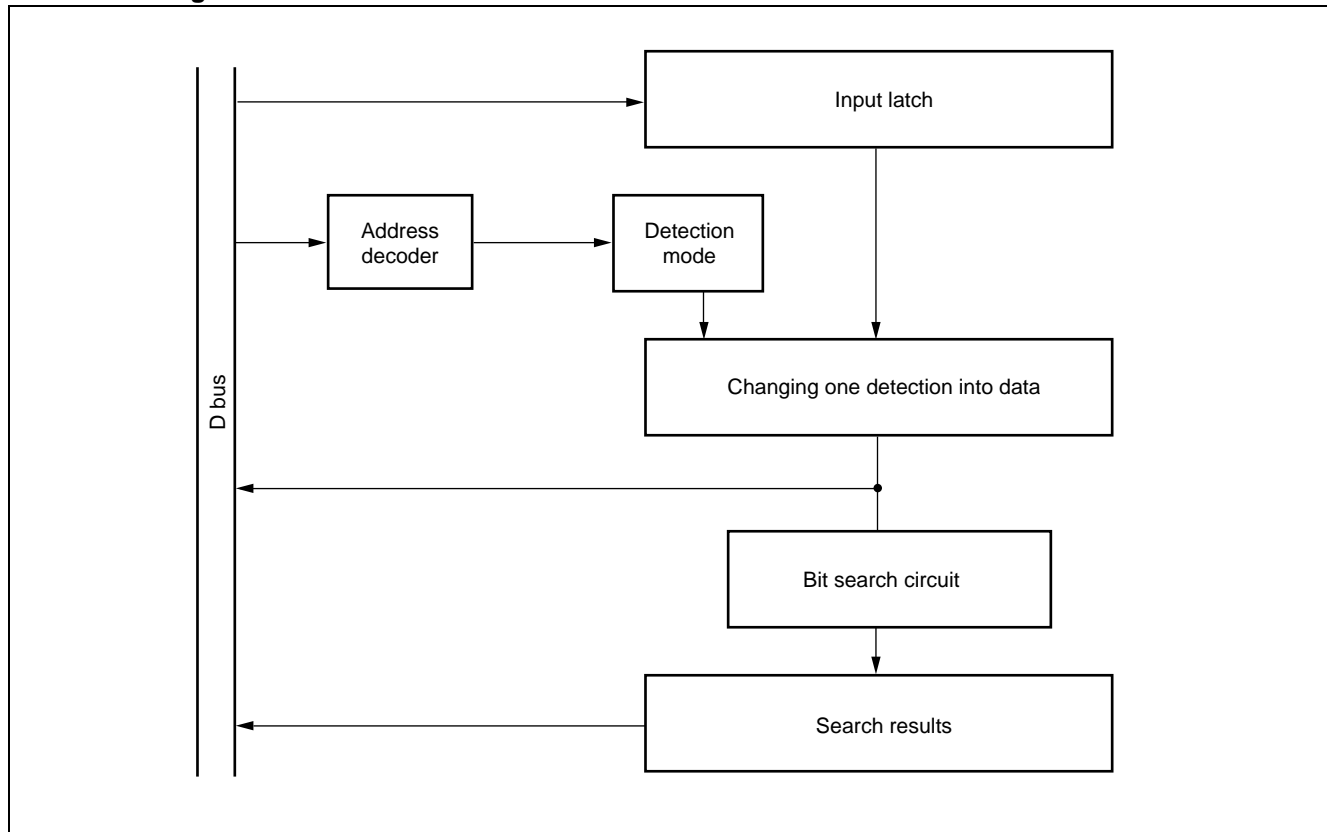 Input latch
Address
decoder
Detection
mode
D bus
Changing one detection into data
Bit search circuit
Search results